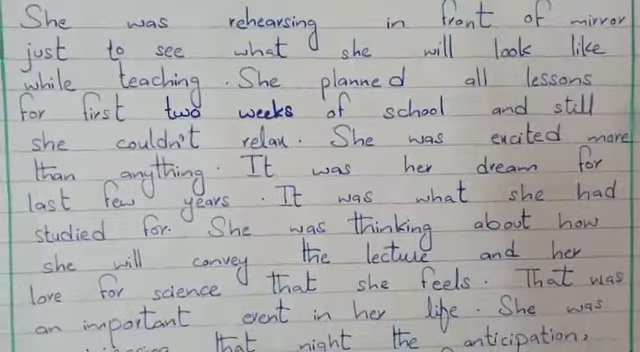 She was rehearsing in front of mirror
just to see what she will look like
while teaching. She planned all lessons
for first two weeks of school and still
she couldn't relax. She was excited more
than anything. It was her dream for
last few years. It was what she had
studied for. She was thinking about how
she will convey the lecture and her
love for science that she feels. That was
an important event in her life. She was
that night the anticipation,